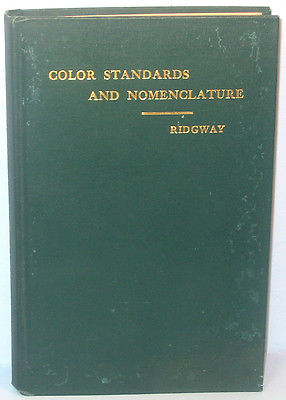 COLOR STANDARDS
AND NOMENCLATURE
RIDGWAY